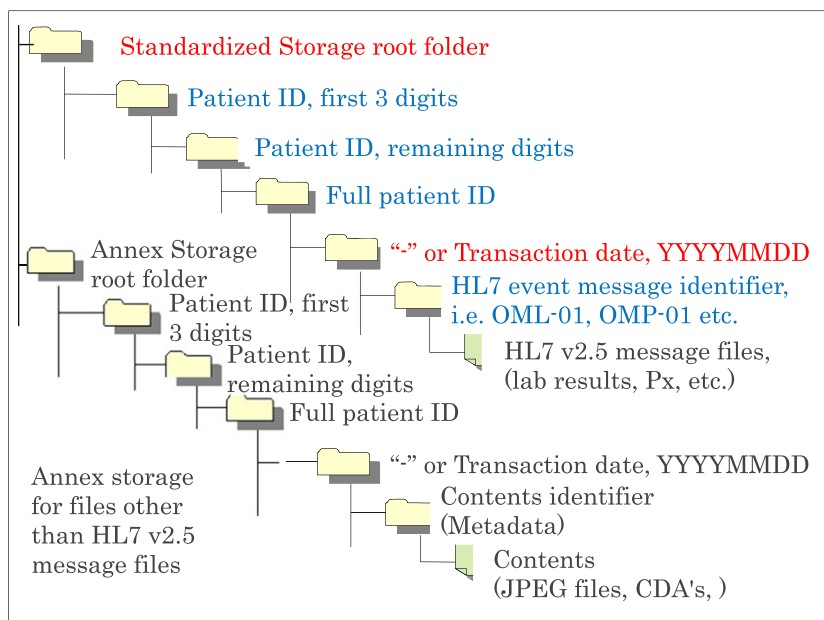 Standardized Storage root folder
Patient ID, first 3 digits
Patient ID, remaining digits
Full patient ID
“-” or Transaction date, YYYYMMDD
HL7 event message identifier,
i.e. OML-01, OMP-01 etc.
HL7 v2.5 message files,
(lab results, Px, etc.)
Annex Storage
root folder
Patient ID, first
3 digits
Patient ID,
remaining digits
Full patient ID
“-” or Transaction date, YYYYMMDD
Contents identifier
(Metadata)
Contents
(JPEG files, CDA's, )
Annex storage
for files other
than HL7 v2.5
message files